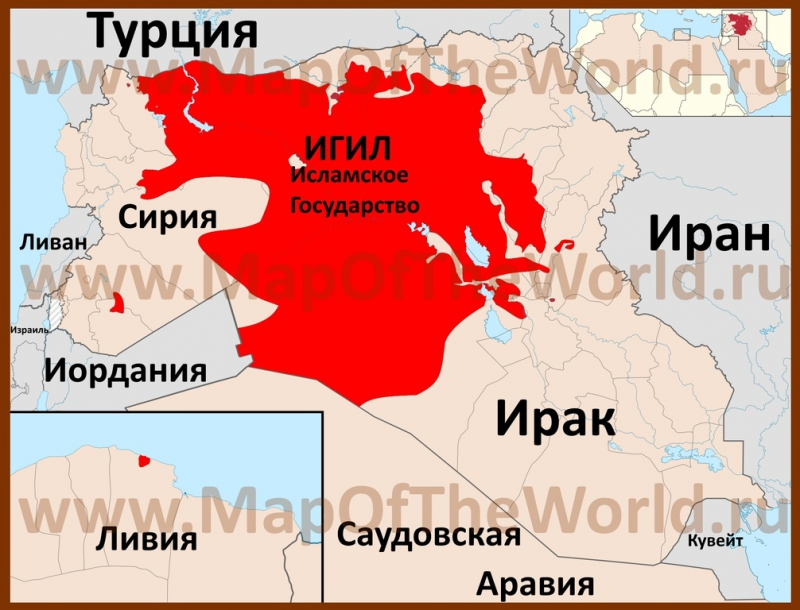 Турция
www.MapOfTheWorld.ru
ИГИЛ
Исламское
Государство
Сирия
Ливан
Иран
www.MapOfTheWorld.ru
Израиль
Иордания
Ирак
www.MapOfTheWorld.ru
Ливия
Саудовская
Кувейт
Аравия